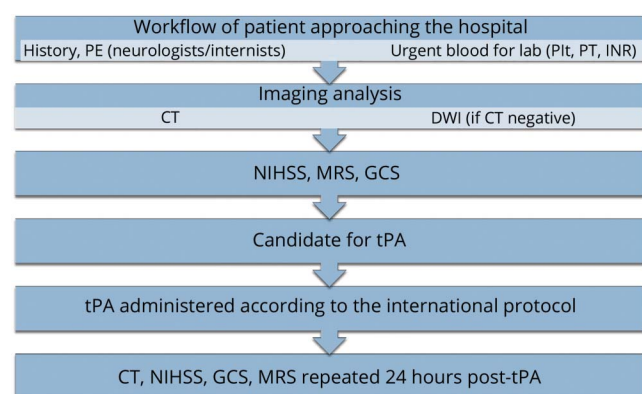 Workflow of patient approaching the hospital
History, PE (neurologists/internists) Urgent blood for lab (Plt, PT, INR)
Imaging analysis
CT DWI (if CT negative)
NIHSS, MRS, GCS
Candidate for tPA
tPA administered according to the international protocol
CT, NIHSS, GCS, MRS repeated 24 hours post-tPA